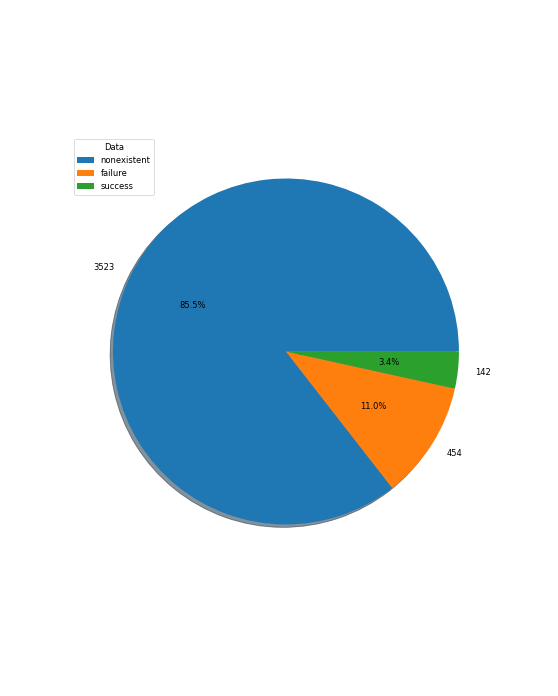 Data
nonexistent
failure
success
3523
85.5%
3.4%
142
11.0%
454